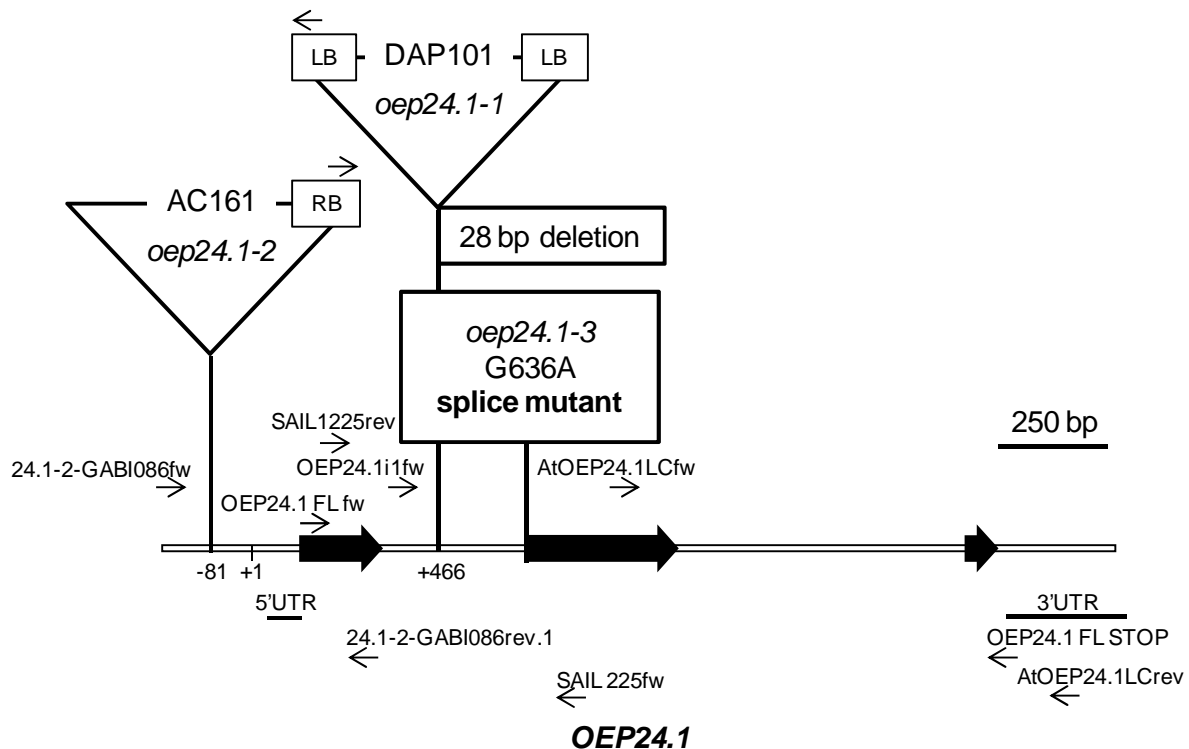 LB
DAP101
LB
oep24.1-1
AC161
RB
oep24.1-2
28 bp deletion
oep24.1-3
G636A
splice mutant
250 bp
SAIL1225rev
24.1-2-GABI086fw
OEP24.1i1fw
AtOEP24.1LCfw
OEP24.1 FL fw
-81
+1
+466
5'UTR
3'UTR
24.1-2-GABI086rev.1
OEP24.1 FL STOP
SAIL 225fw
AtOEP24.1LCrev
OEP24.1